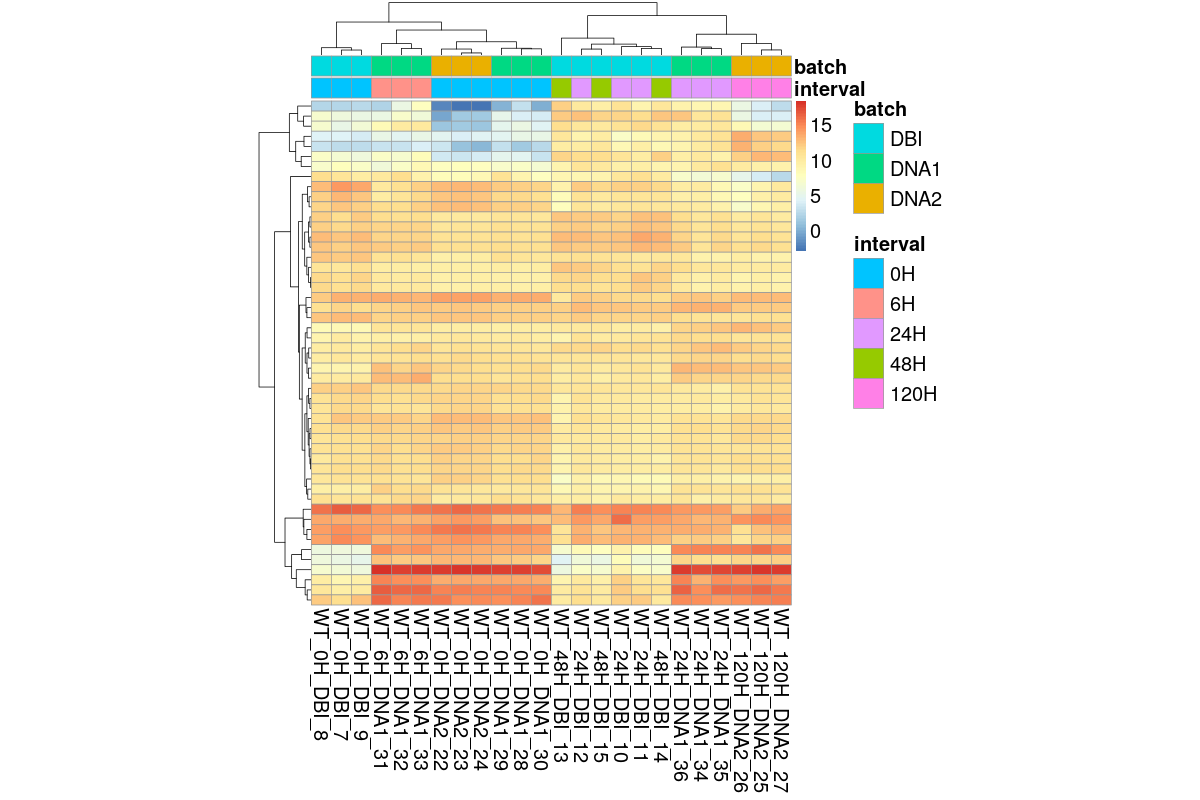 batch
interval
15
10
5
0
batch
DBI
DNA1
DNA2
interval
0H
6H
24H
48H
120H
WT_0H_DBI_8
WT_0H_DBI_7
WT_0H_DBI_9
WT_6H_DNA1_31
WT_6H_DNA1_32
WT_6H_DNA1_33
WT_0H_DNA2_22
WT_0H_DNA2_23
WT_0H_DNA2_24
WT_0H_DNA1_29
WT_0H_DNA1_28
WT_0H_DNA1_30
WT_48H_DBI_13
WT_24H_DBI_12
WT_48H_DBI_15
WT_24H_DBI_10
WT_24H_DBI_11
WT_48H_DBI_14
WT_24H_DNA1_36
WT_24H_DNA1_34
WT_24H_DNA1_35
WT_120H_DNA2_26
WT_120H_DNA2_25
WT_120H_DNA2_27